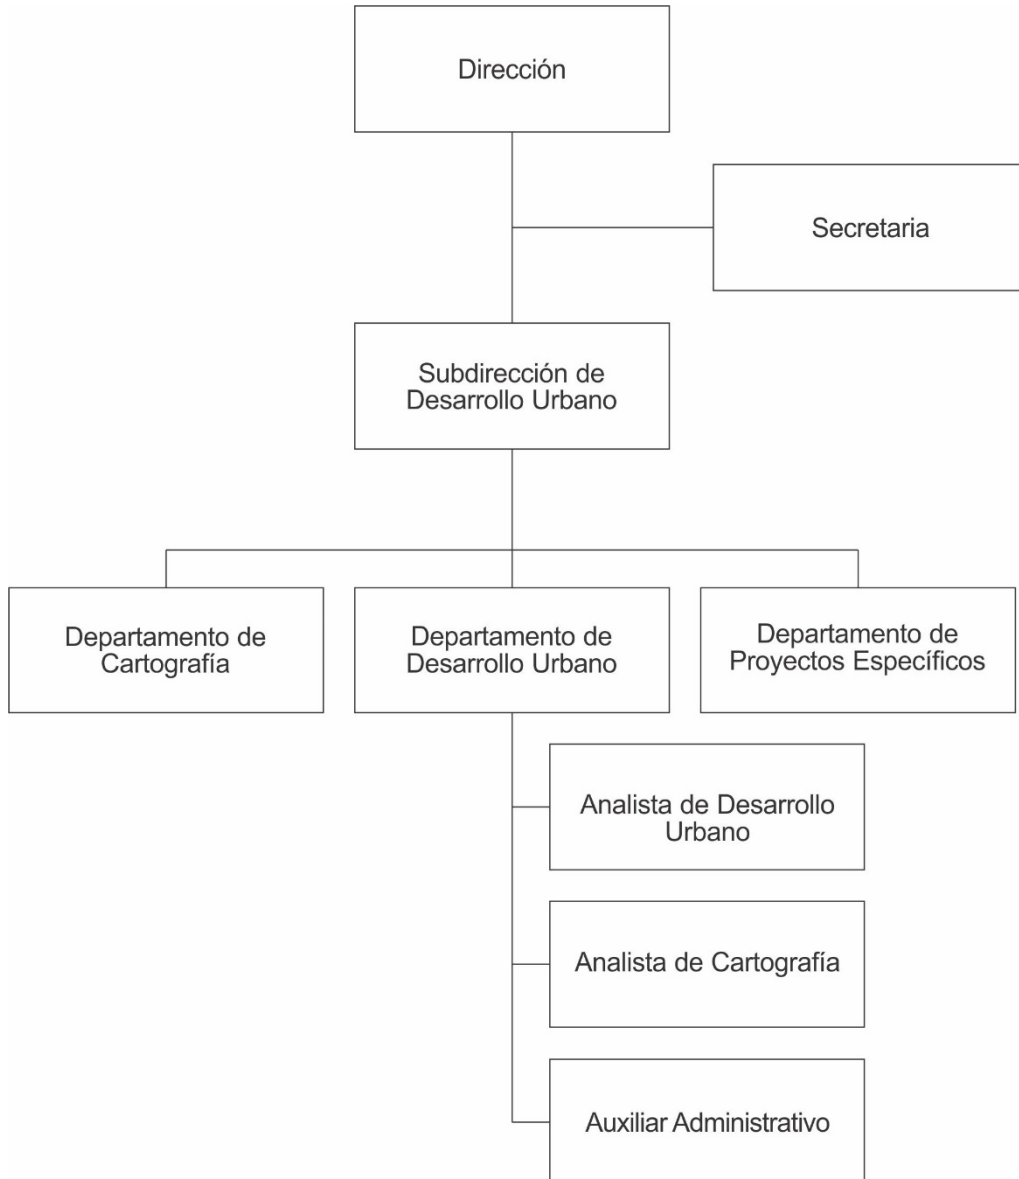 Dirección
Secretaria
Subdirección de
Desarrollo Urbano
Departamento de
Cartografía
Departamento de
Desarrollo Urbano
Departamento de
Proyectos Específicos
Analista de Desarrollo
Urbano
Analista de Cartografía
Auxiliar Administrativo